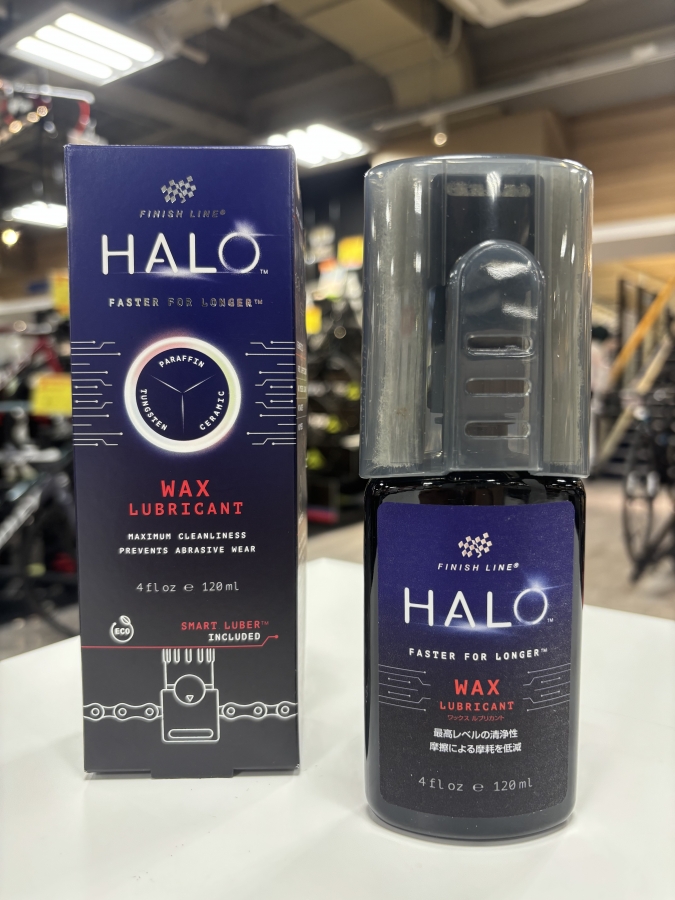 FINISH LINE®
HALO™
FASTER FOR LONGER™
PARAFFIN
TUNGSTEN
CERAMIC
WAX
LUBRICANT
MAXIMUM CLEANLINESS
PREVENTS ABRASIVE WEAR
4 fl oz ℮ 120 ml
ECO
SMART LUBER™
INCLUDED
FINISH LINE®
HALO™
FASTER FOR LONGER™
WAX
LUBRICANT
ワックス ルブリカント
最高レベルの清浄性
摩擦による摩耗を低減
4 fl oz ℮ 120 ml